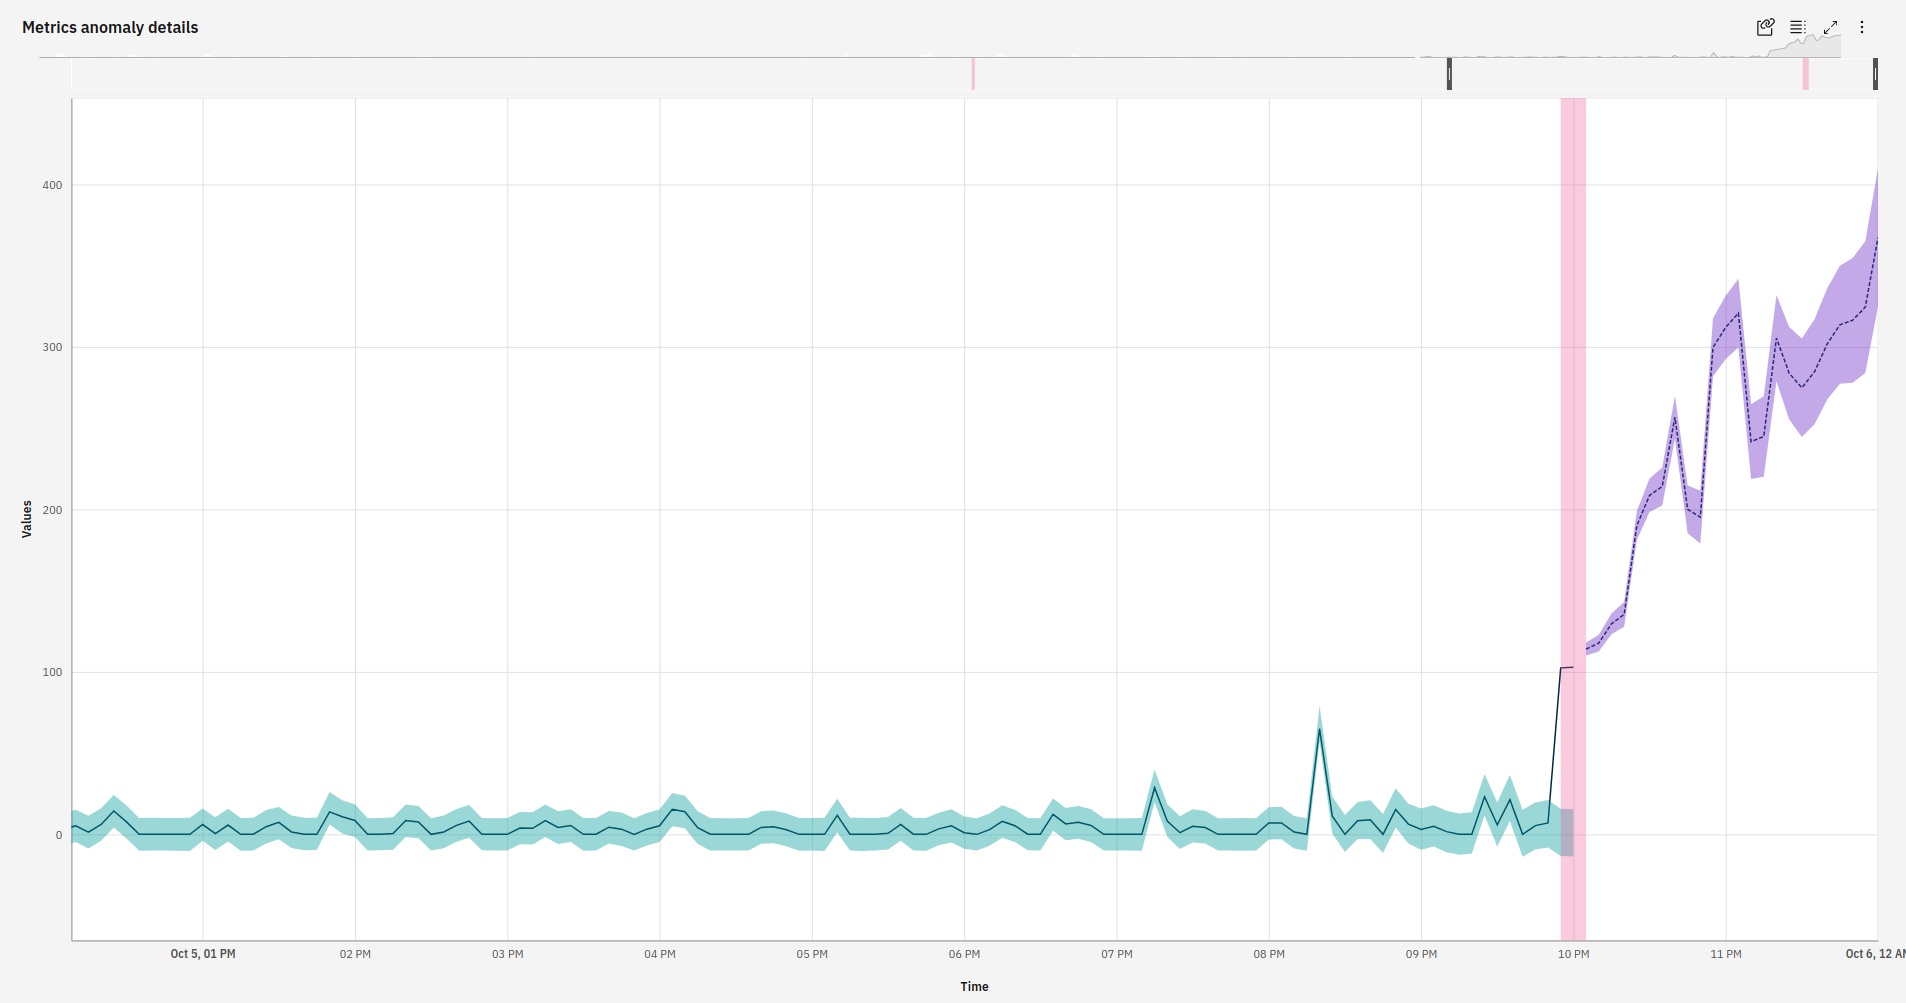 Metrics anomaly details
400
300
200
100
0
Values
Oct 5, 01 PM
02 PM
03 PM
04 PM
05 PM
06 PM
07 PM
08 PM
09 PM
10 PM
11 PM
Oct 6, 12 AM
Time